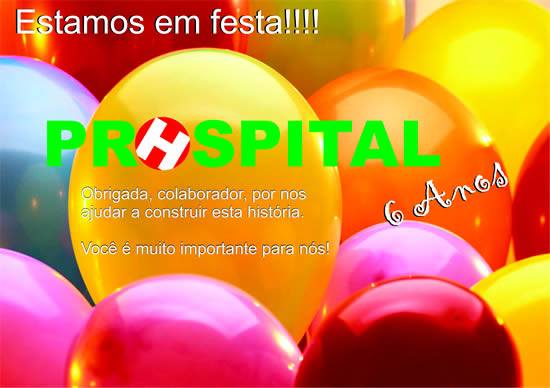 Estamos em festa!!!!
PROHSPITAL
6 Anos
Obrigada, colaborador, por nos
ajudar a construir esta história.
Você é muito importante para nós!